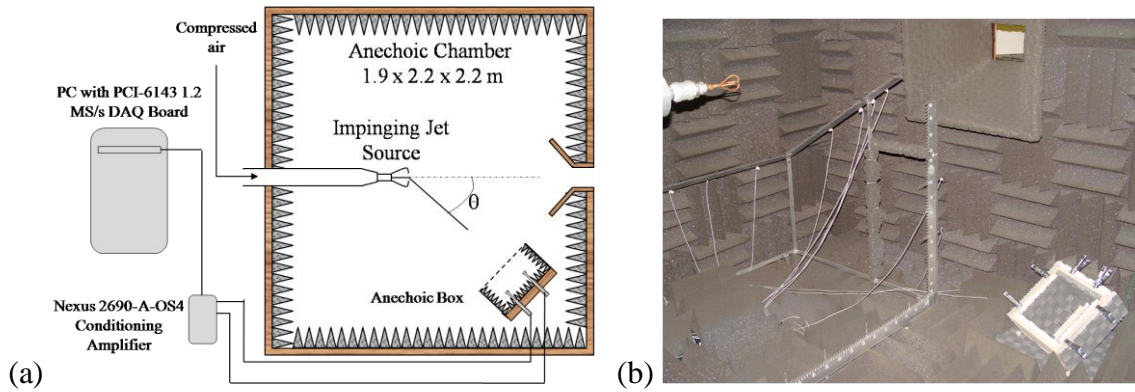 Compressed
air
PC with PCI-6143 1.2
MS/s DAQ Board
Anechoic Chamber
1.9 x 2.2 x 2.2 m
Impinging Jet
Source
θ
Anechoic Box
Nexus 2690-A-OS4
Conditioning
Amplifier
(a)
(b)